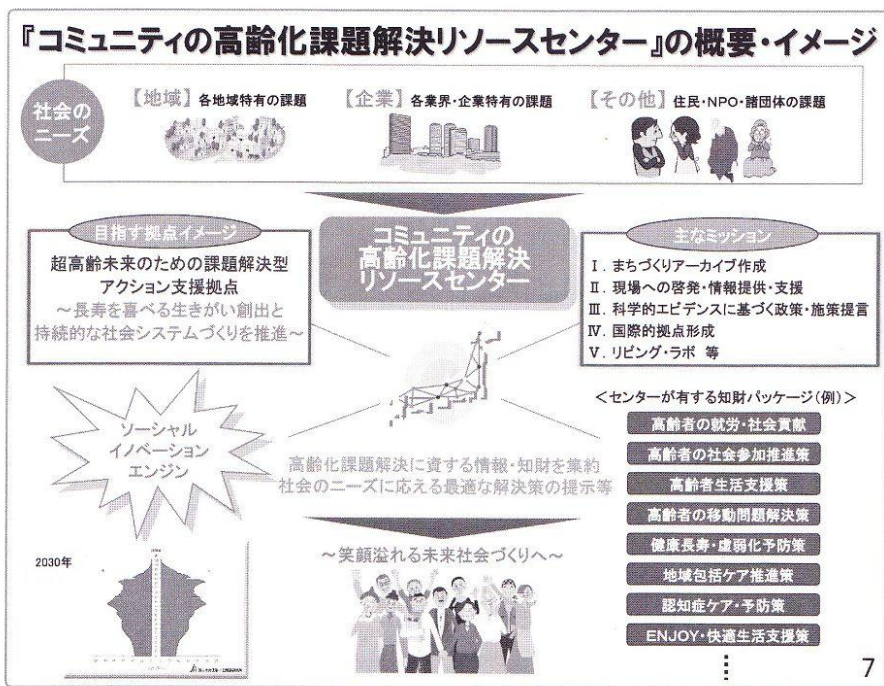 『コミュニティの高齢化課題解決リソースセンター』の概要・イメージ
社会の
ニーズ
【地域】各地域特有の課題
【企業】各業界・企業特有の課題
【その他】住民・NPO・諸団体の課題
目指す拠点イメージ
超高齢未来のための課題解決型
アクション支援拠点
～長寿を喜べる生きがい創出と
持続的な社会システムづくりを推進～
コミュニティの
高齢化課題解決
リソースセンター
主なミッション
Ⅰ．まちづくりアーカイブ作成
Ⅱ．現場への啓発・情報提供・支援
Ⅲ．科学的エビデンスに基づく政策・施策提言
Ⅳ．国際的拠点形成
Ⅴ．リビング・ラボ 等
ソーシャル
イノベーション
エンジン
高齢化課題解決に資する情報・知財を集約
社会のニーズに応える最適な解決策の提示等
＜センターが有する知財パッケージ（例）＞
高齢者の就労・社会貢献
高齢者の社会参加推進策
高齢者生活支援策
高齢者の移動問題解決策
健康長寿・虚弱化予防策
地域包括ケア推進策
認知症ケア・予防策
ENJOY・快適生活支援策
2030年
～笑顔溢れる未来社会づくりへ～
7